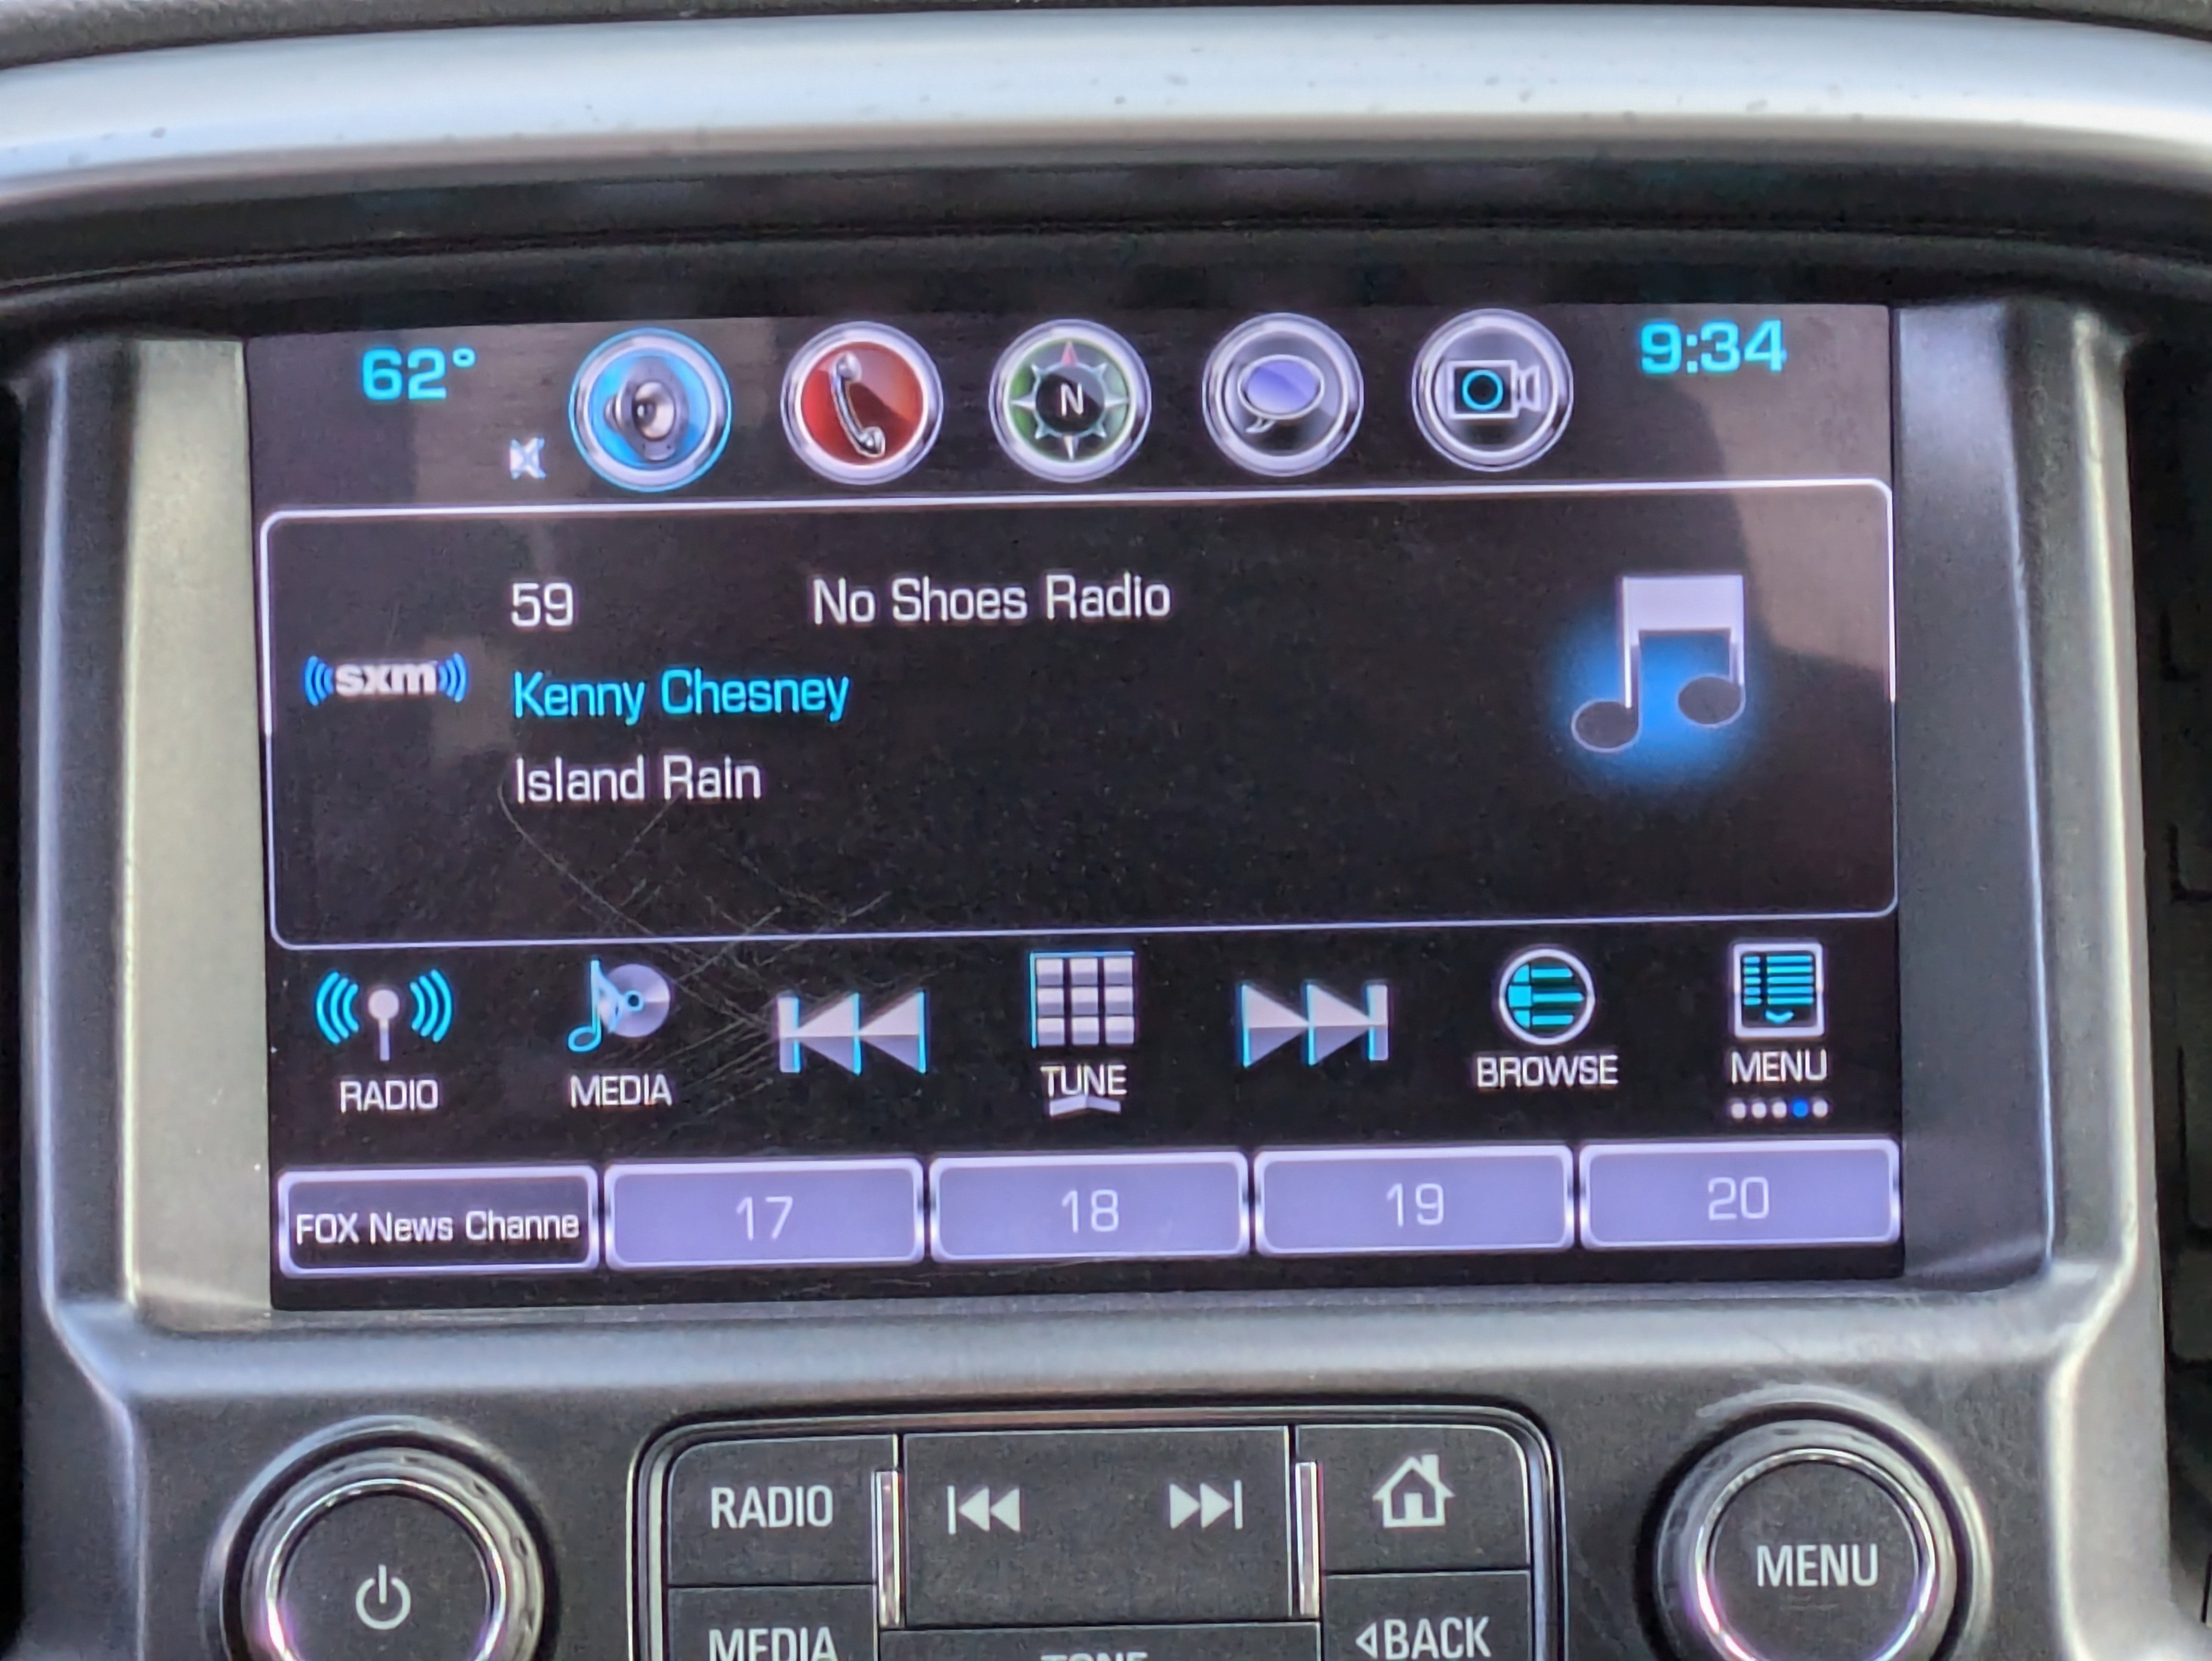 62° 9:34
N
59 No Shoes Radio
sxm
Kenny Chesney
Island Rain
RADIO MEDIA TUNE BROWSE MENU
FOX News Channe 17 18 19 20
RADIO
MENU
MEDIA
BACK
TONE